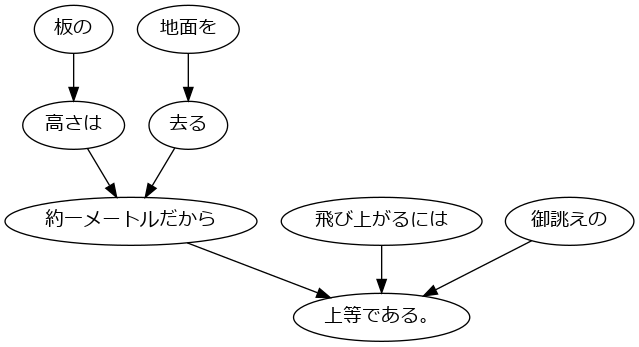 板の
地面を
高さは
去る
約一メートルだから
飛び上がるには
御誂えの
上等である。